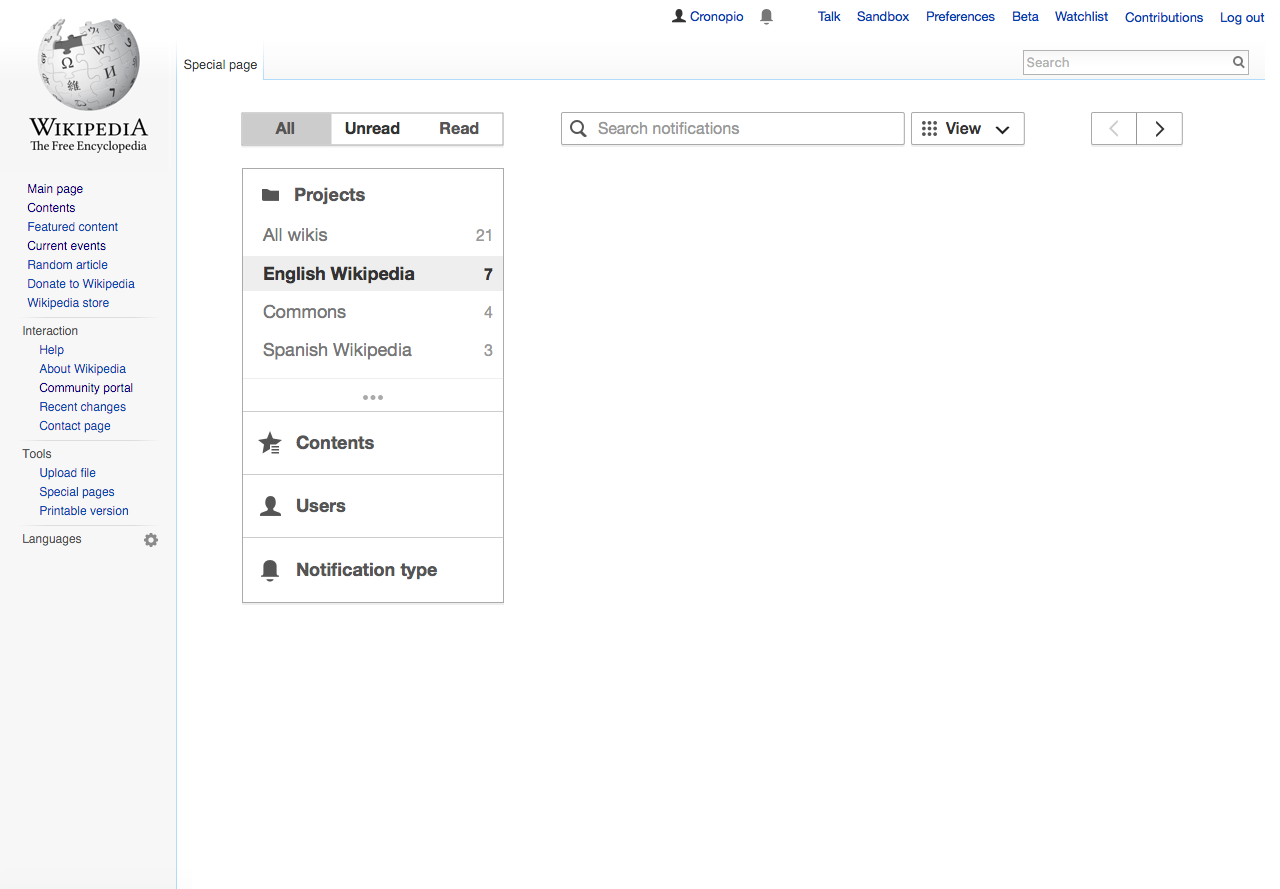 Cronopio Talk Sandbox Preferences Beta Watchlist Contributions Log out
Special page Search
WIKIPEDIA
The Free Encyclopedia
Main page
Contents
Featured content
Current events
Random article
Donate to Wikipedia
Wikipedia store
Interaction
Help
About Wikipedia
Community portal
Recent changes
Contact page
Tools
Upload file
Special pages
Printable version
Languages
All Unread Read Search notifications View
Projects
All wikis 21
English Wikipedia 7
Commons 4
Spanish Wikipedia 3
•••
Contents
Users
Notification type